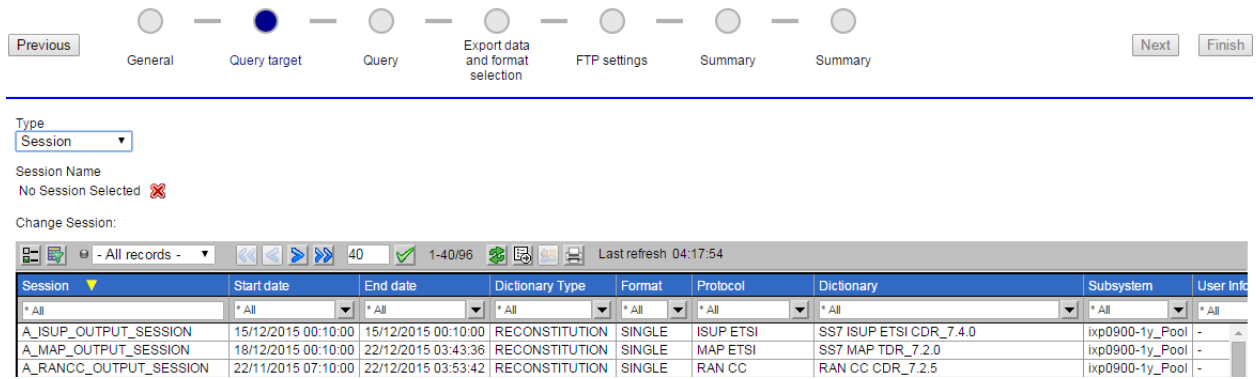 Previous
General
Query target
Query
Export data
and format
selection
FTP settings
Summary
Summary
Next
Finish
Type
Session
Session Name
No Session Selected
Change Session:
- All records - 40 1-40/96 Last refresh 04:17:54
Session Start date End date Dictionary Type Format Protocol Dictionary Subsystem User Info
* All * All * All * All * All * All * All * All * All
A_ISUP_OUTPUT_SESSION 15/12/2015 00:10:00 15/12/2015 00:10:00 RECONSTITUTION SINGLE ISUP ETSI SS7 ISUP ETSI CDR_7.4.0 ixp0900-1y_Pool -
A_MAP_OUTPUT_SESSION 18/12/2015 00:10:00 22/12/2015 03:43:36 RECONSTITUTION SINGLE MAP ETSI SS7 MAP TDR_7.2.0 ixp0900-1y_Pool -
A_RANCC_OUTPUT_SESSION 22/11/2015 07:10:00 22/12/2015 03:53:42 RECONSTITUTION SINGLE RAN CC RAN CC CDR_7.2.5 ixp0900-1y_Pool -